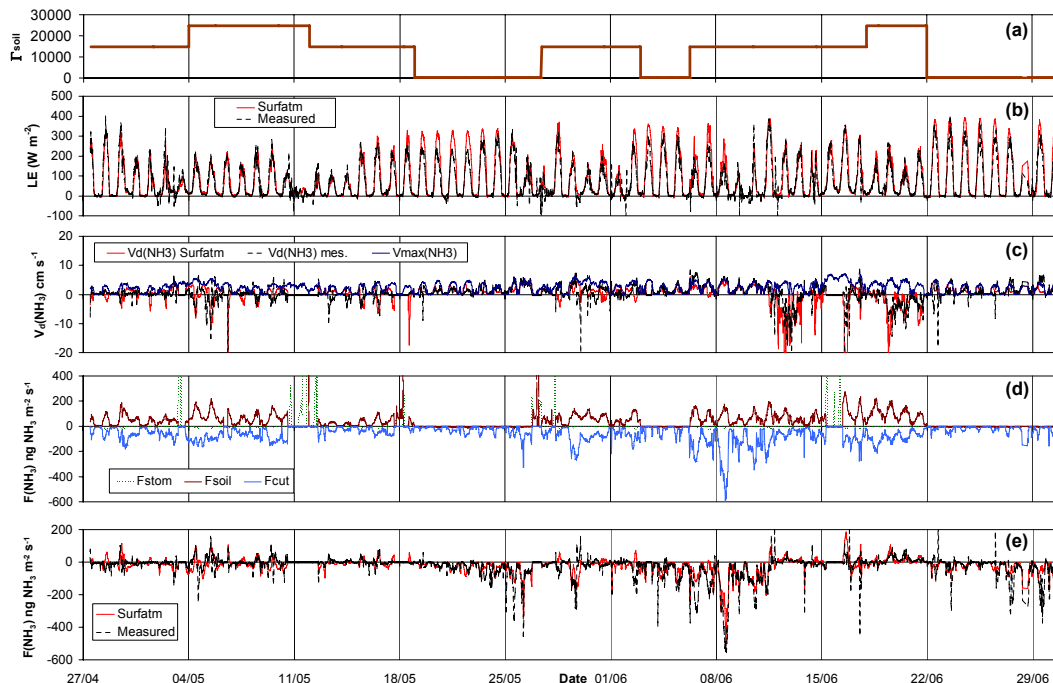 30000
20000
10000
0
Γsoil
(a)
500
400
300
200
100
0
-100
LE (W m-2)
Surfatm
Measured
(b)
20
10
0
-10
-20
Vd(NH3) cm s-1
Vd(NH3) Surfatm
Vd(NH3) mes.
Vmax(NH3)
(c)
400
200
0
-200
-400
-600
F(NH3) ng NH3 m-2 s-1
Fstom
Fsoil
Fcut
(d)
200
0
-200
-400
-600
F(NH3) ng NH3 m-2 s-1
Surfatm
Measured
(e)
27/04 04/05 11/05 18/05 25/05 Date 01/06 08/06 15/06 22/06 29/06